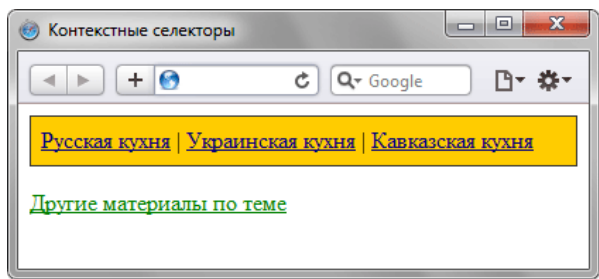 Контекстные селекторы
Google
Русская кухня | Украинская кухня | Кавказская кухня
Другие материалы по теме